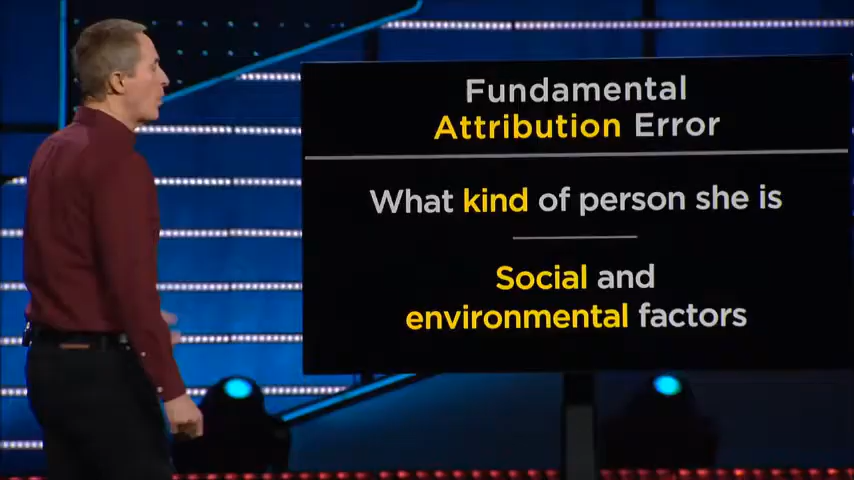 Fundamental
Attribution Error
What kind of person she is
Social and
environmental factors